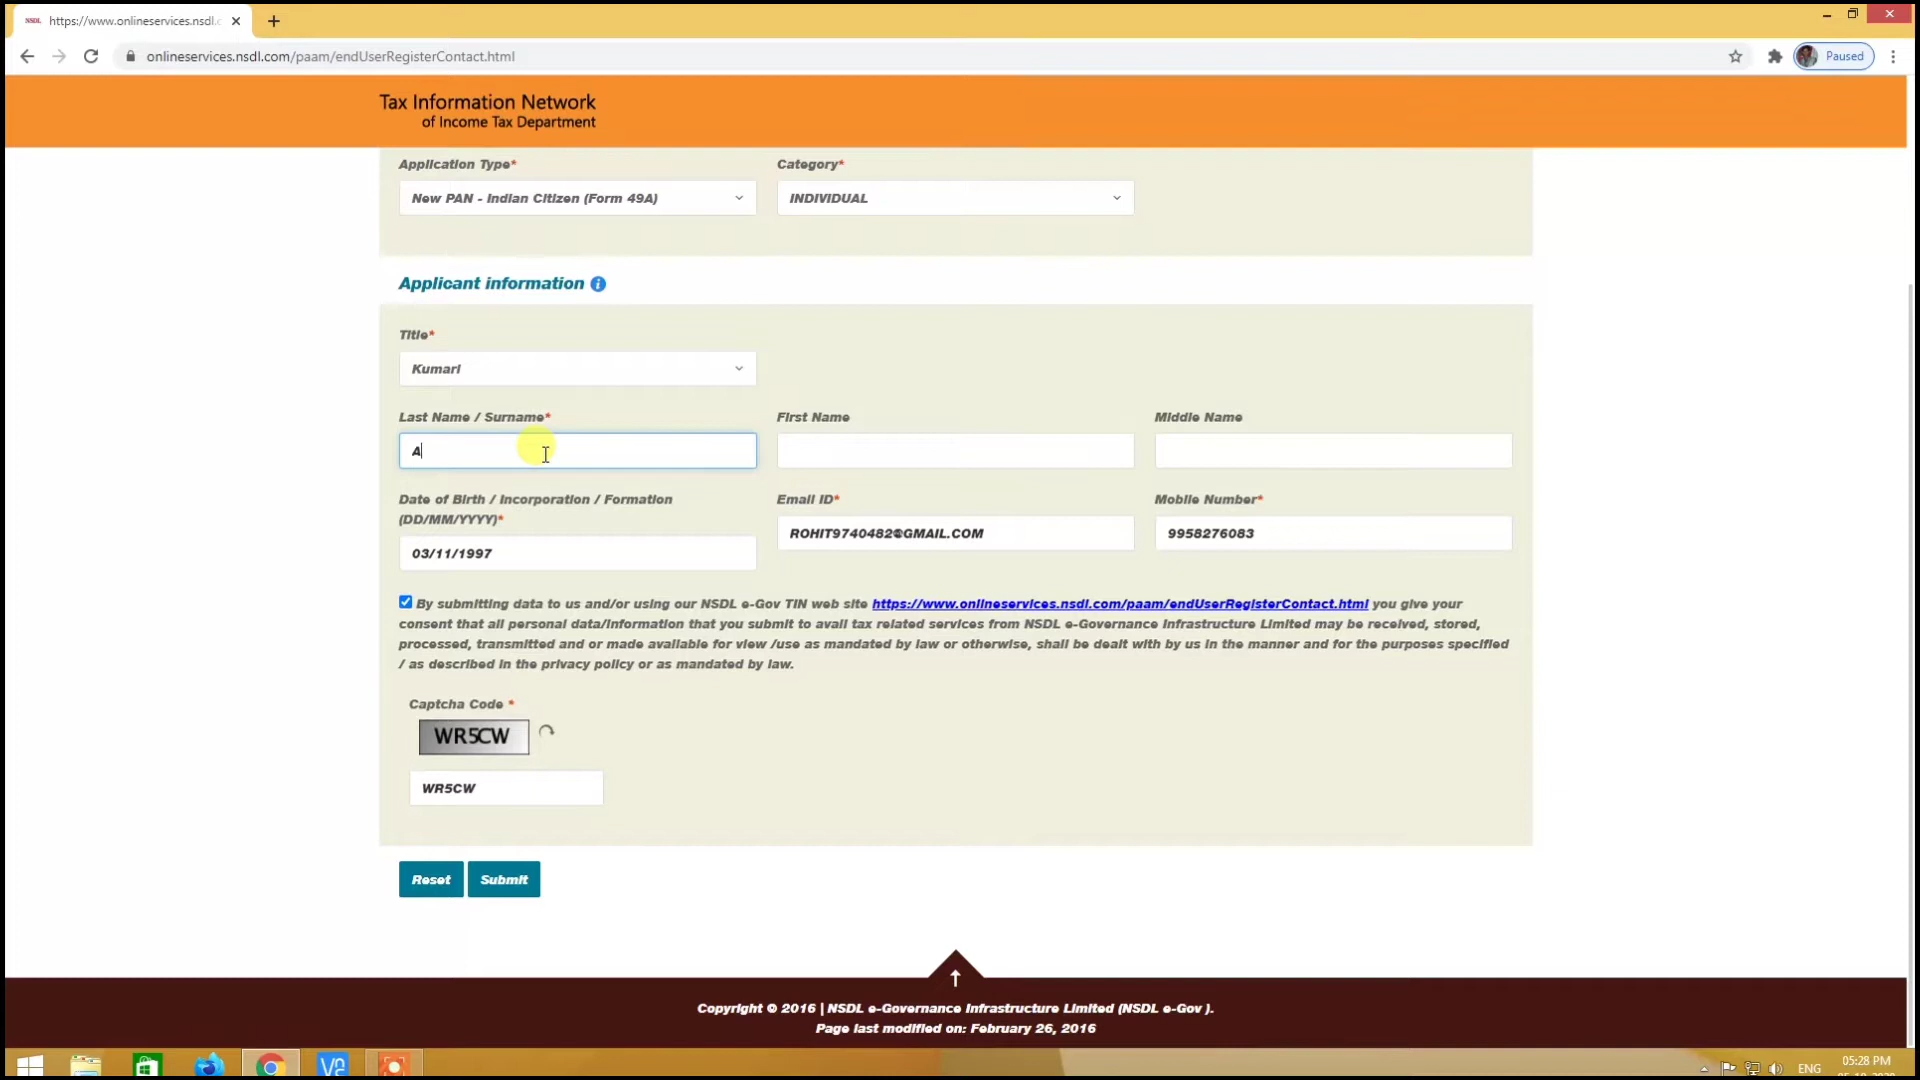 NSDL https://www.onlineservices.nsdl.c
onlineservices.nsdl.com/paam/endUserRegisterContact.html
Paused
Tax Information Network
of Income Tax Department
Application Type* Category*
New PAN - Indian Citizen (Form 49A) INDIVIDUAL
Applicant information
Title*
Kumari
Last Name / Surname* First Name Middle Name
A
Date of Birth / Incorporation / Formation Email ID* Mobile Number*
(DD/MM/YYYY)*
ROHIT9740482@GMAIL.COM 9958276083
03/11/1997
By submitting data to us and/or using our NSDL e-Gov TIN web site https://www.onlineservices.nsdl.com/paam/endUserRegisterContact.html you give your
consent that all personal data/information that you submit to avail tax related services from NSDL e-Governance Infrastructure Limited may be received, stored,
processed, transmitted and or made available for view /use as mandated by law or otherwise, shall be dealt with by us in the manner and for the purposes specified
/ as described in the privacy policy or as mandated by law.
Captcha Code *
WR5CW
WR5CW
Reset Submit
Copyright © 2016 | NSDL e-Governance Infrastructure Limited (NSDL e-Gov ).
Page last modified on: February 26, 2016
ENG 05:28 PM